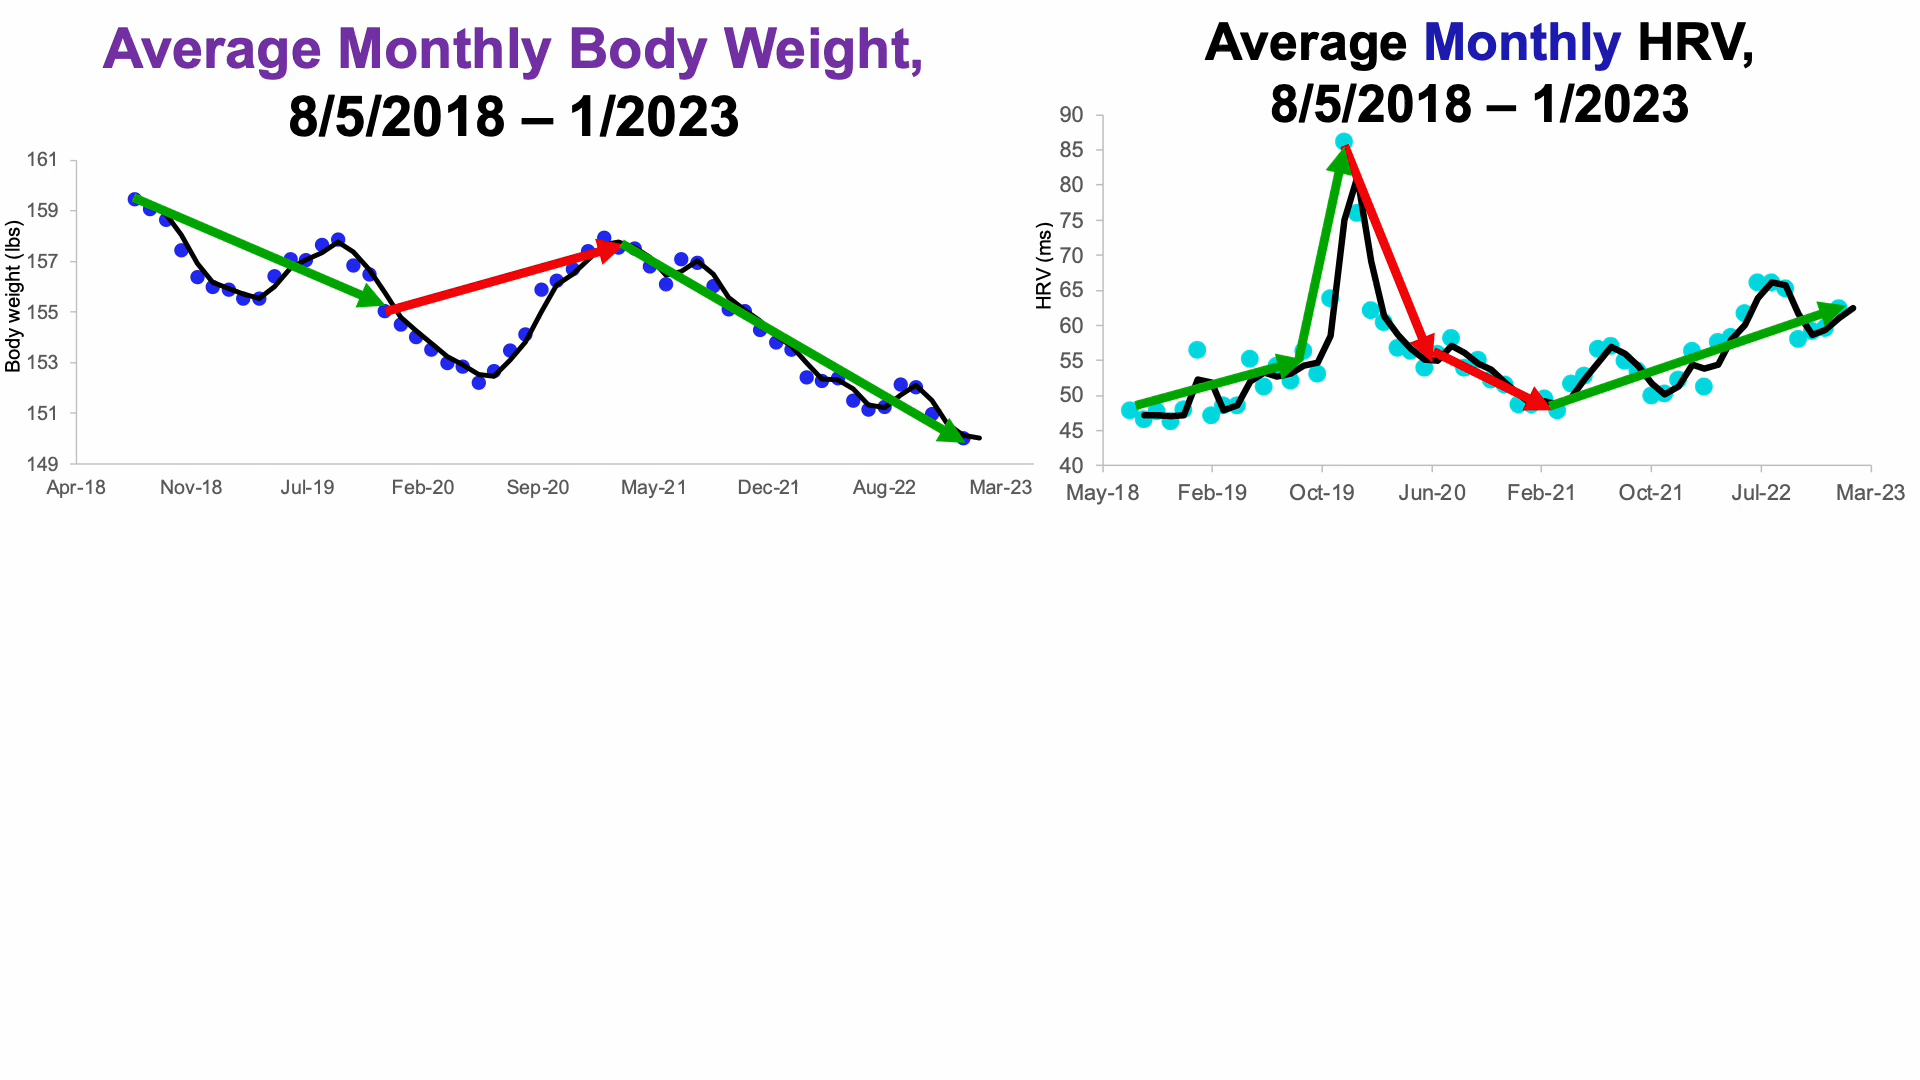 Average Monthly Body Weight,
8/5/2018 – 1/2023
161
159
157
155
153
151
149
Body weight (lbs)
Apr-18 Nov-18 Jul-19 Feb-20 Sep-20 May-21 Dec-21 Aug-22 Mar-23
Average Monthly HRV,
8/5/2018 – 1/2023
90
85
80
75
70
65
60
55
50
45
40
HRV (ms)
May-18 Feb-19 Oct-19 Jun-20 Feb-21 Oct-21 Jul-22 Mar-23